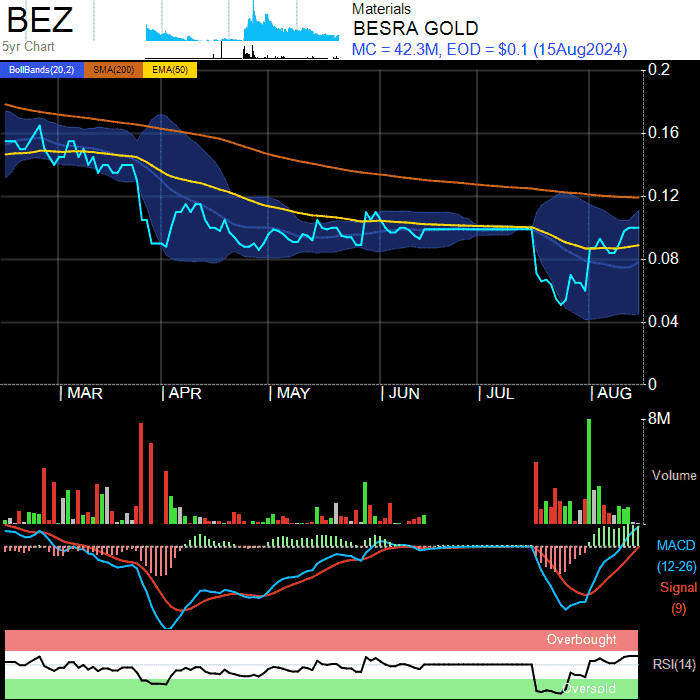 BEZ
5yr Chart
Materials
BESRA GOLD
MC = 42.3M, EOD = $0.1 (15Aug2024)
BollBands(20,2) SMA(200) EMA(50)
0.2
0.16
0.12
0.08
0.04
0
MAR APR MAY JUN JUL AUG
8M
Volume
MACD
(12-26)
Signal
(9)
Overbought
RSI(14)
Oversold